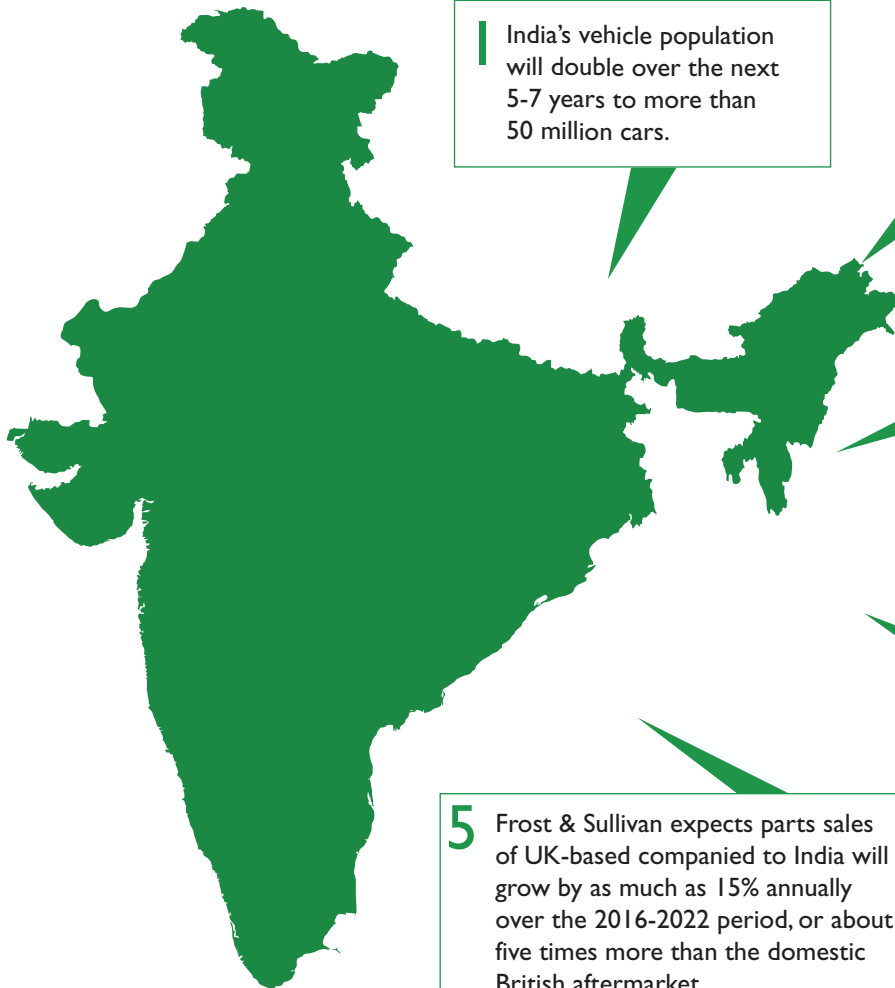 1 India's vehicle population
will double over the next
5-7 years to more than
50 million cars.
5 Frost & Sullivan expects parts sales
of UK-based companied to India will
grow by as much as 15% annually
over the 2016-2022 period, or about
five times more than the domestic
British aftermarket